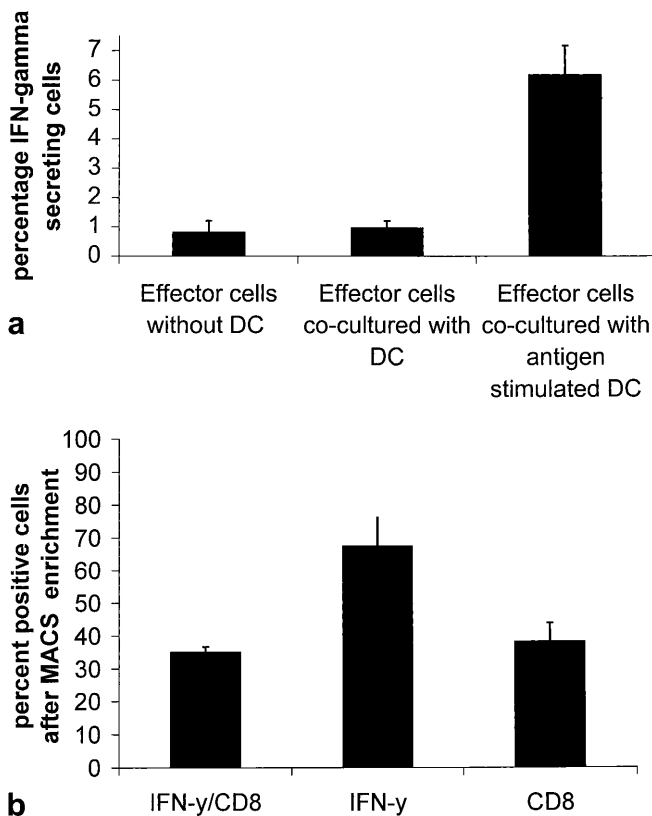 percentage IFN-gamma
secreting cells
7
6
5
4
3
2
1
0
Effector cells
without DC
Effector cells
co-cultured with
DC
Effector cells
co-cultured with
antigen
stimulated DC
a
percent positive cells
after MACS enrichment
100
90
80
70
60
50
40
30
20
10
0
IFN-y/CD8
IFN-y
CD8
b